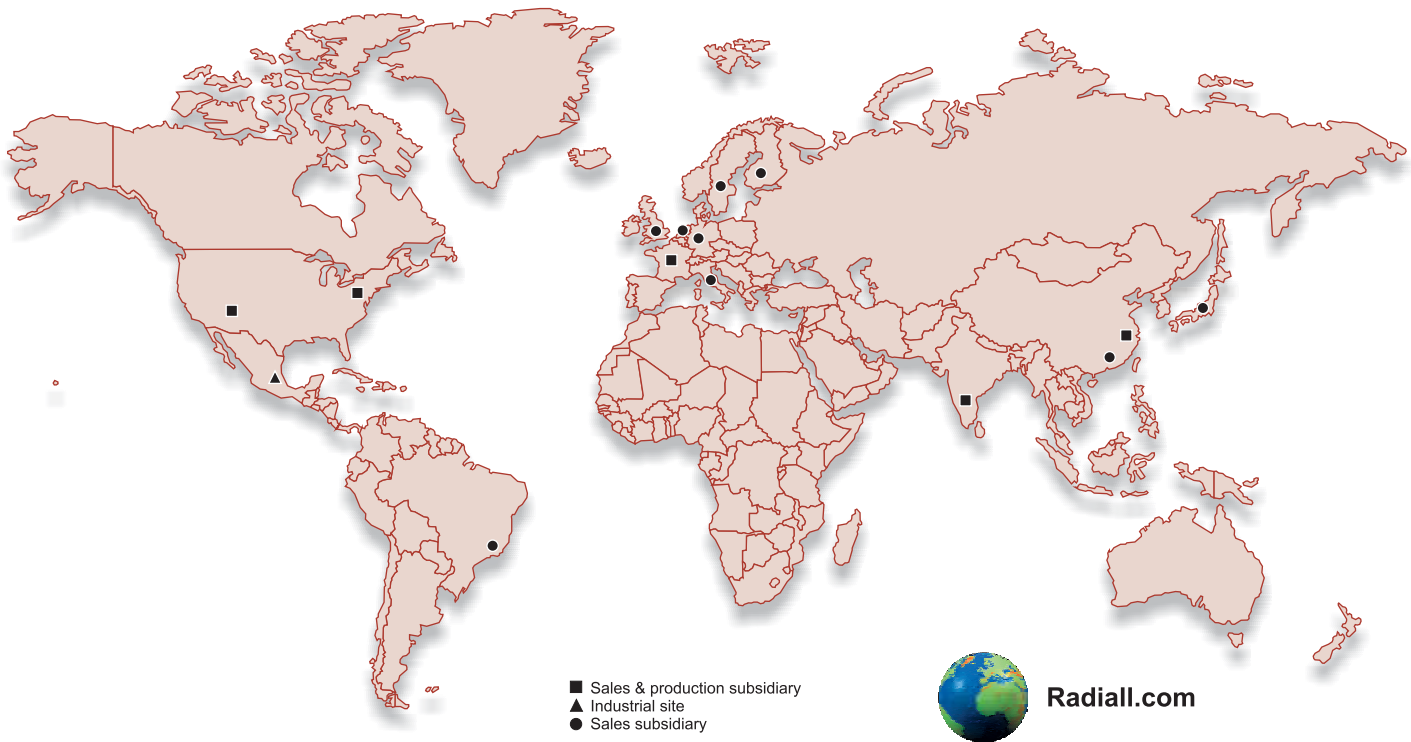 Sales & production subsidiary
Industrial site
Sales subsidiary
Radiall.com